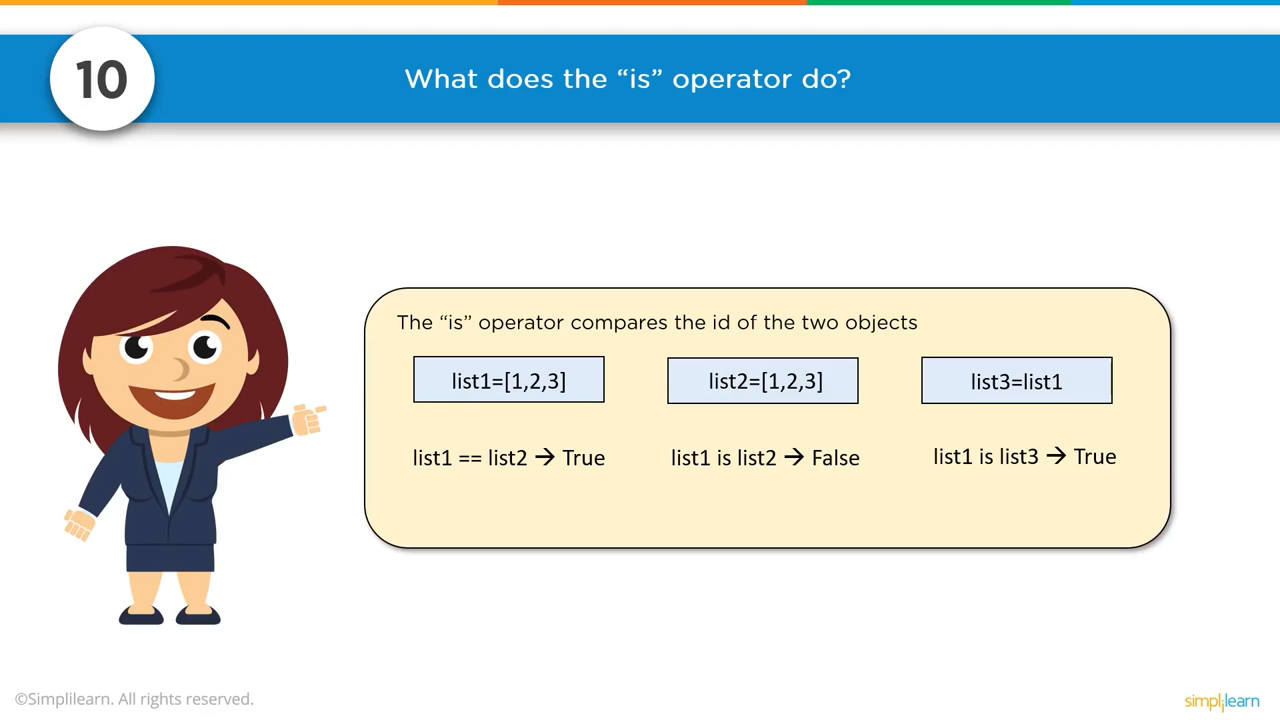 10
What does the “is” operator do?
The “is” operator compares the id of the two objects
list1=[1,2,3]
list2=[1,2,3]
list3=list1
list1 == list2 → True
list1 is list2 → False
list1 is list3 → True
©Simplilearn. All rights reserved.
simplilearn